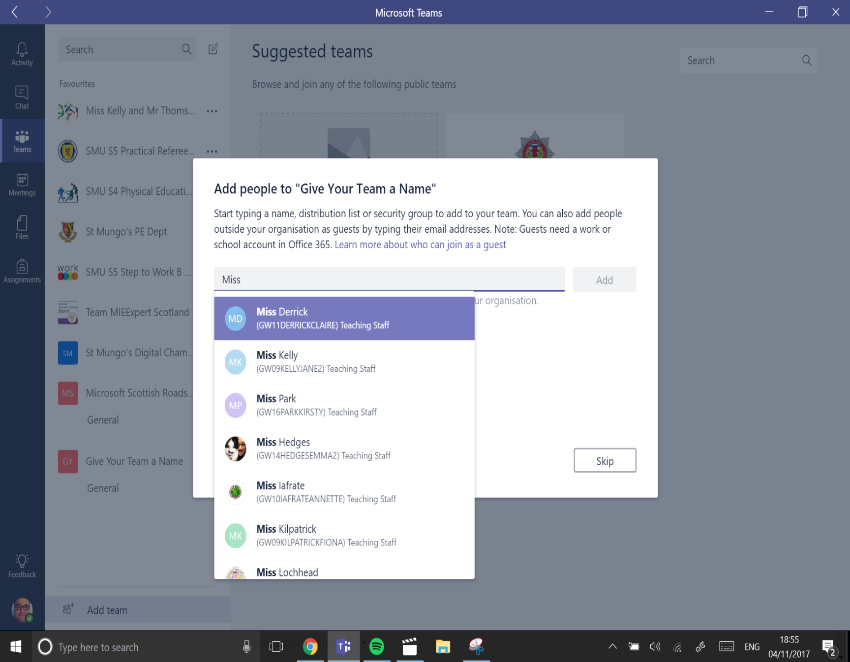 Microsoft Teams
Activity
Chat
Teams
Meetings
Files
Assignments
Feedback
Search
Favourites
Miss Kelly and Mr Thoms...
SMU S5 Practical Referee...
SMU S4 Physical Educati...
St Mungo's PE Dept
work
SMU S5 Step to Work B ...
Expert
Team MIEExpert Scotland
SM
St Mungo's Digital Cham...
MS
Microsoft Scottish Roads...
General
GY
Give Your Team a Name
General
Add team
Suggested teams
Search
Browse and join any of the following public teams
Add people to "Give Your Team a Name"
Start typing a name, distribution list or security group to add to your team. You can also add people
outside your organisation as guests by typing their email addresses. Note: Guests need a work or
school account in Office 365. Learn more about who can join as a guest
Miss
Add
ur organisation.
MD
Miss Derrick
(GW11DERRICKCLAIRE) Teaching Staff
MK
Miss Kelly
(GW09KELLYJANE2) Teaching Staff
MP
Miss Park
(GW16PARKKIRSTY) Teaching Staff
Miss Hedges
(GW14HEDGESEMMA2) Teaching Staff
Miss Iafrate
(GW10IAFRATEANNETTE) Teaching Staff
MK
Miss Kilpatrick
(GW09KILPATRICKFIONA) Teaching Staff
Miss Lochhead
Skip
Type here to search
ENG
18:55
04/11/2017
2